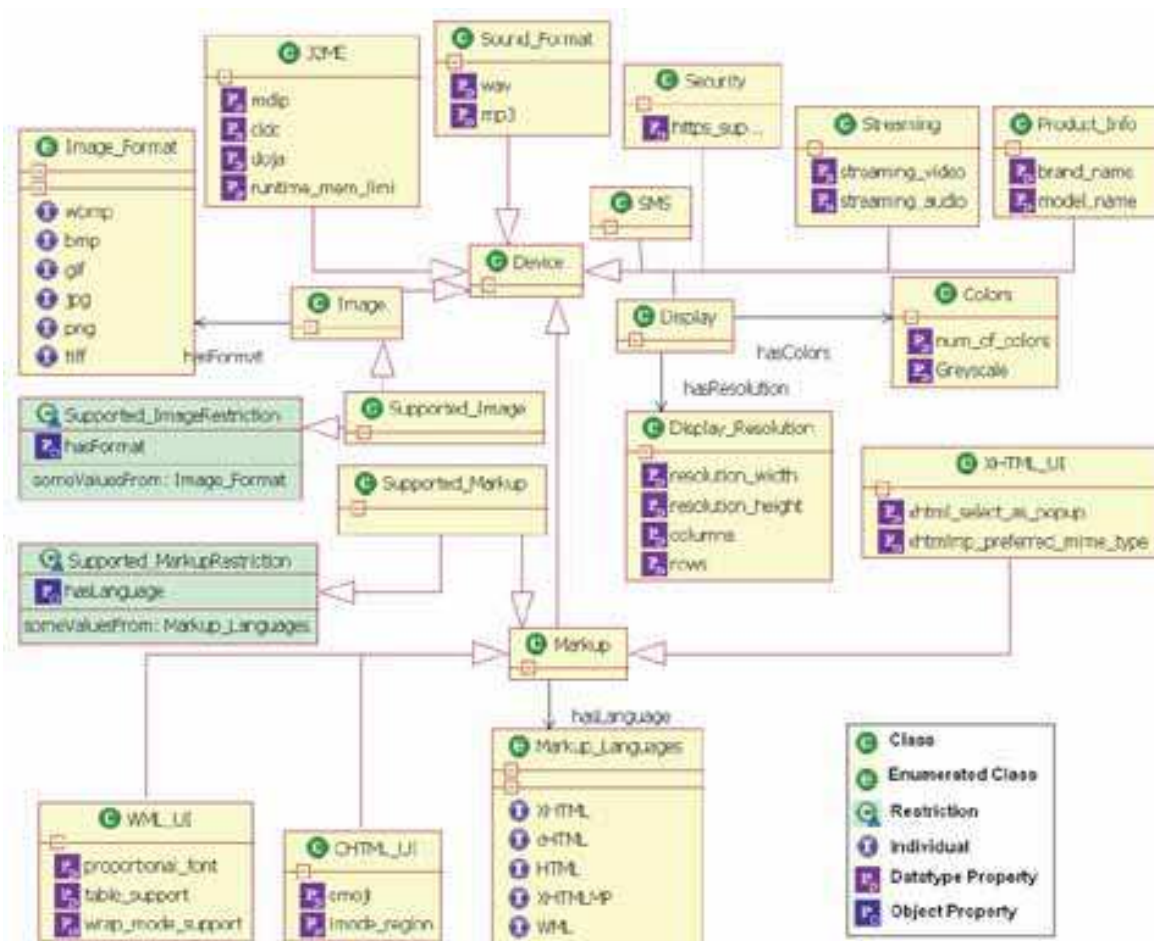 J2ME
mdip
cldc
doja
runtime_mem_limi
Sound_Format
wav
mp3
Security
https_sup...
Streaming
streaming_video
streaming_audio
Product_Info
brand_name
model_name
Image_Format
wbmp
bmp
gif
jpg
png
tiff
SMS
Device
Image
hasFormat
Display
hasColors
Colors
num_of_colors
Greyscale
hasResolution
Supported_ImageRestriction
hasFormat
someValuesFrom: Image_Format
Supported_Image
Display_Resolution
resolution_width
resolution_height
columns
rows
Supported_Markup
XHTML_UI
xhtml_select_as_popup
xhtmlmp_preferred_mime_type
Supported_MarkupRestriction
hasLanguage
someValuesFrom: Markup_Languages
Markup
hasLanguage
Markup_Languages
XHTML
cHTML
HTML
XHTMLMP
WML
WML_UI
proportional_font
table_support
wrap_mode_support
CHTML_UI
emoji
imode_region
Class
Enumerated Class
Restriction
Individual
Datatype Property
Object Property